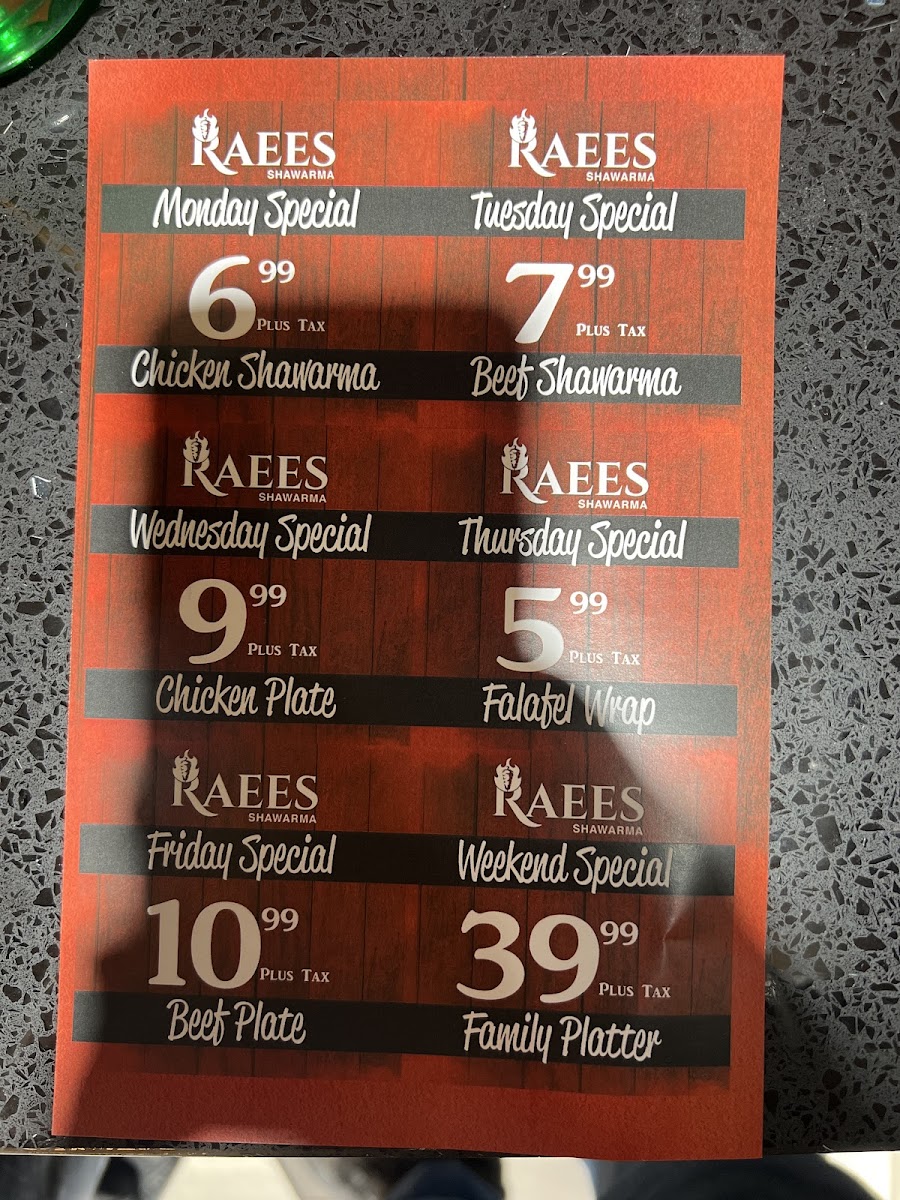 RAEES
SHAWARMA
Monday Special
6 99
PLUS TAX
Chicken Shawarma
RAEES
SHAWARMA
Tuesday Special
7 99
PLUS TAX
Beef Shawarma
RAEES
SHAWARMA
Wednesday Special
9 99
PLUS TAX
Chicken Plate
RAEES
SHAWARMA
Thursday Special
5 99
PLUS TAX
Falafel Wrap
RAEES
SHAWARMA
Friday Special
10 99
PLUS TAX
Beef Plate
RAEES
SHAWARMA
Weekend Special
39 99
PLUS TAX
Family Platter